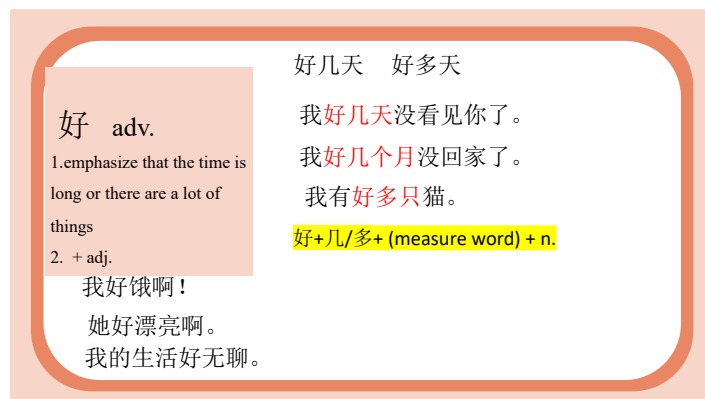 好 adv.
1.emphasize that the time is
long or there are a lot of
things
2. + adj.
我好饿啊！
她好漂亮啊。
我的生活好无聊。
好几天 好多天
我好几天没看见你了。
我好几个月没回家了。
我有好多只猫。
好+几/多+ (measure word) + n.